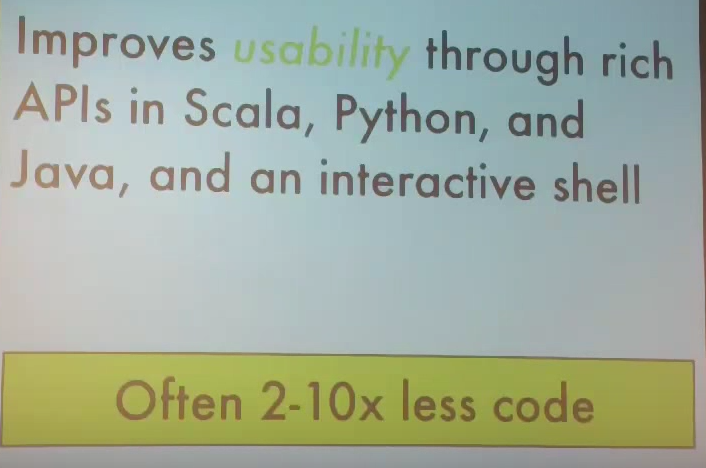 Improves usability through rich
APIs in Scala, Python, and
Java, and an interactive shell
Often 2-10x less code